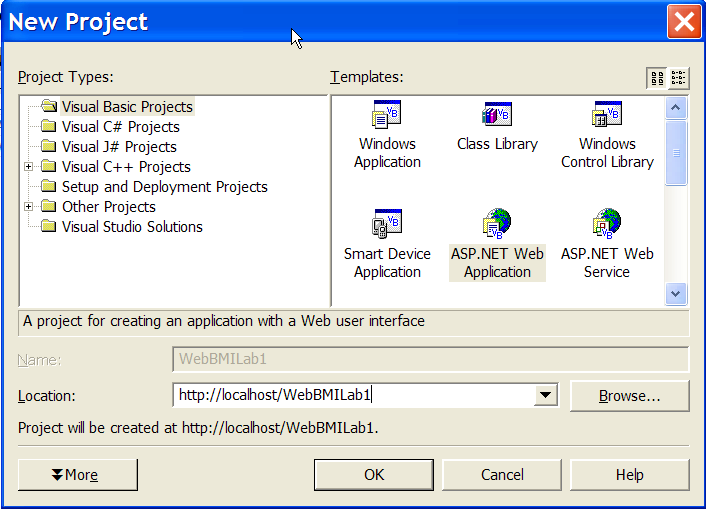 New Project
Project Types:
Templates:
Visual Basic Projects
Visual C# Projects
Visual J# Projects
Visual C++ Projects
Setup and Deployment Projects
Other Projects
Visual Studio Solutions
Windows
Application
Class Library
Windows
Control Library
Smart Device
Application
ASP.NET Web
Application
ASP.NET Web
Service
A project for creating an application with a Web user interface
Name:
WebBMILab1
Location:
http://localhost/WebBMILab1
Browse...
Project will be created at http://localhost/WebBMILab1.
More
OK
Cancel
Help